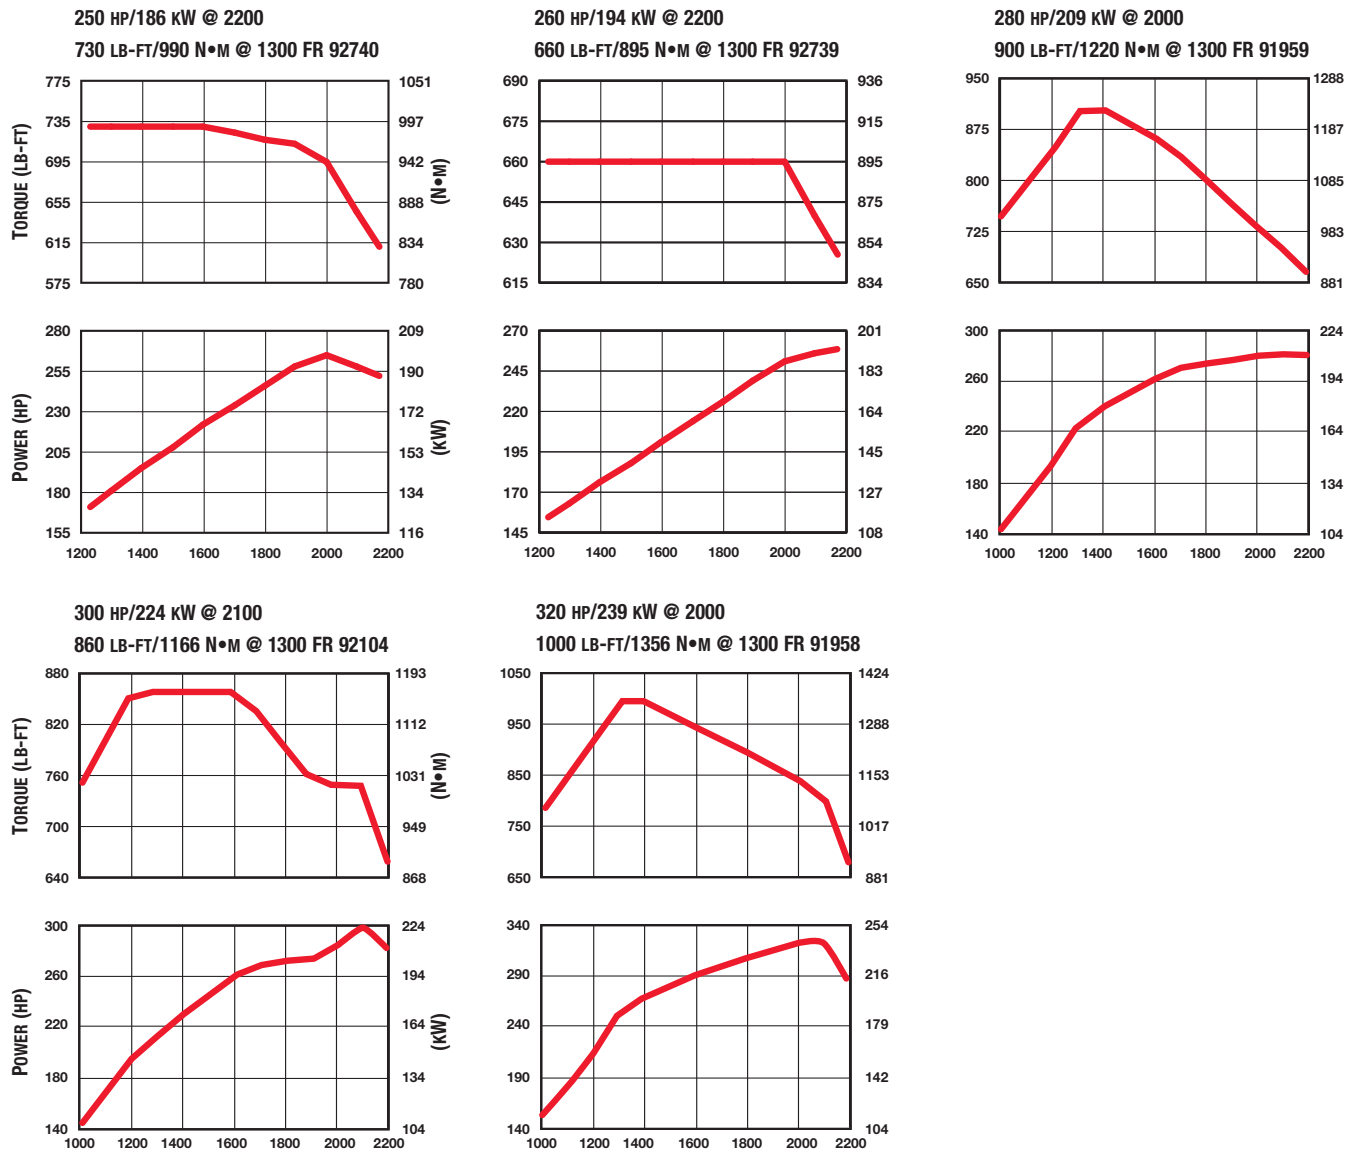 250 HP/186 KW @ 2200
730 LB-FT/990 N•M @ 1300 FR 92740
TORQUE (LB-FT)
775 1051
735 997
695 942
655 888
615 834
575 780
(N•M)
POWER (HP)
280 209
255 190
230 172
205 153
180 134
155 116
(KW)
1200 1400 1600 1800 2000 2200
260 HP/194 KW @ 2200
660 LB-FT/895 N•M @ 1300 FR 92739
690 936
675 915
660 895
645 875
630 854
615 834
270 201
245 183
220 164
195 145
170 127
145 108
1200 1400 1600 1800 2000 2200
280 HP/209 KW @ 2000
900 LB-FT/1220 N•M @ 1300 FR 91959
950 1288
875 1187
800 1085
725 983
650 881
300 224
260 194
220 164
180 134
140 104
1000 1200 1400 1600 1800 2000 2200
300 HP/224 KW @ 2100
860 LB-FT/1166 N•M @ 1300 FR 92104
TORQUE (LB-FT)
880 1193
820 1112
760 1031
700 949
640 868
(N•M)
POWER (HP)
300 224
260 194
220 164
180 134
140 104
(KW)
1000 1200 1400 1600 1800 2000 2200
320 HP/239 KW @ 2000
1000 LB-FT/1356 N•M @ 1300 FR 91958
1050 1424
950 1288
850 1153
750 1017
650 881
340 254
290 216
240 179
190 142
140 104
1000 1200 1400 1600 1800 2000 2200